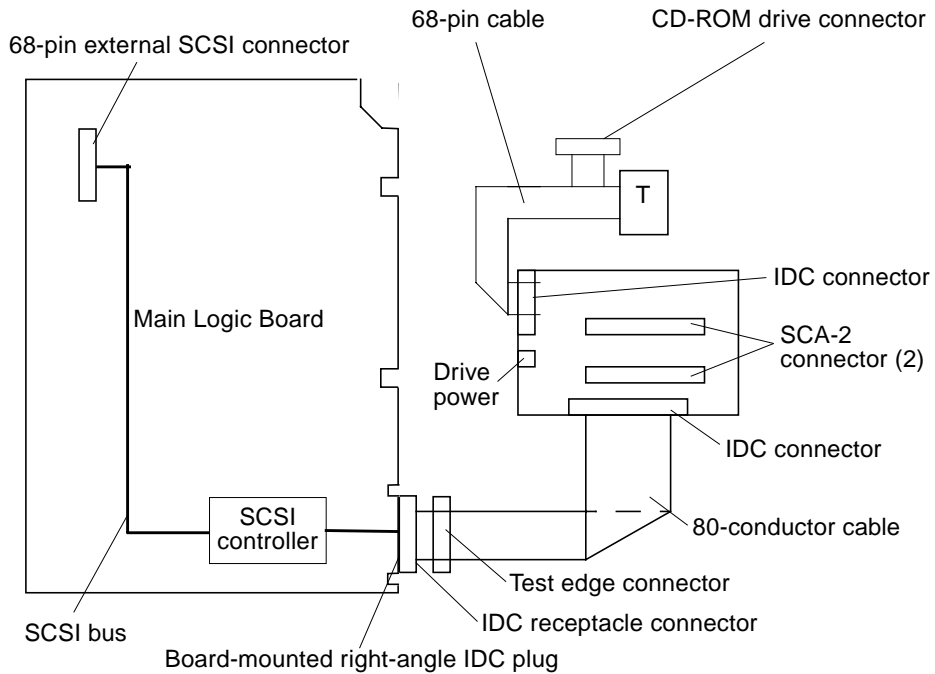 68-pin cable
CD-ROM drive connector
68-pin external SCSI connector
T
IDC connector
Main Logic Board
SCA-2
connector (2)
Drive
power
IDC connector
SCSI
controller
80-conductor cable
Test edge connector
IDC receptacle connector
SCSI bus
Board-mounted right-angle IDC plug